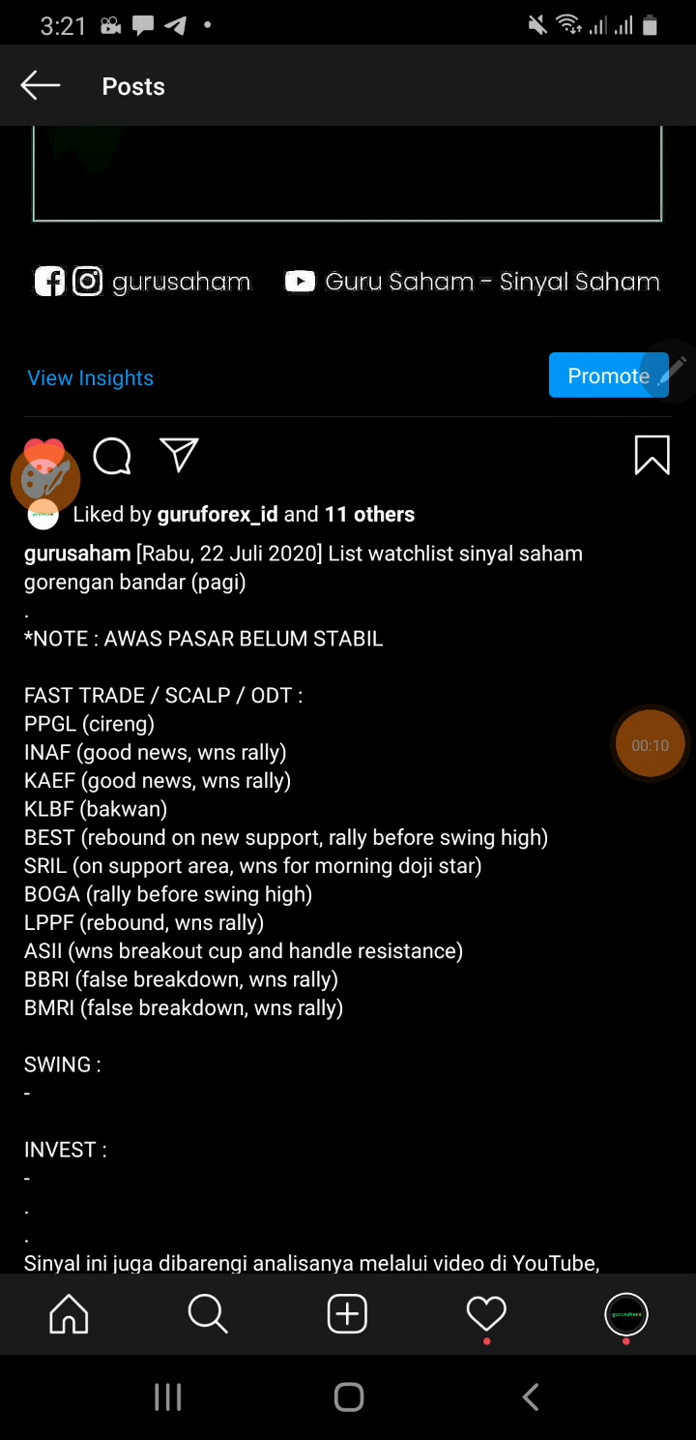 3:21
Posts
gurusaham Guru Saham - Sinyal Saham
View Insights Promote
Liked by guruforex_id and 11 others
gurusaham [Rabu, 22 Juli 2020] List watchlist sinyal saham
gorengan bandar (pagi)
.
*NOTE : AWAS PASAR BELUM STABIL
FAST TRADE / SCALP / ODT :
PPGL (cireng)
INAF (good news, wns rally)
KAEF (good news, wns rally)
KLBF (bakwan)
BEST (rebound on new support, rally before swing high)
SRIL (on support area, wns for morning doji star)
BOGA (rally before swing high)
LPPF (rebound, wns rally)
ASII (wns breakout cup and handle resistance)
BBRI (false breakdown, wns rally)
BMRI (false breakdown, wns rally)
SWING :
-
INVEST :
-
.
.
Sinyal ini juga dibarengi analisanya melalui video di YouTube,
00:10
gurusaham